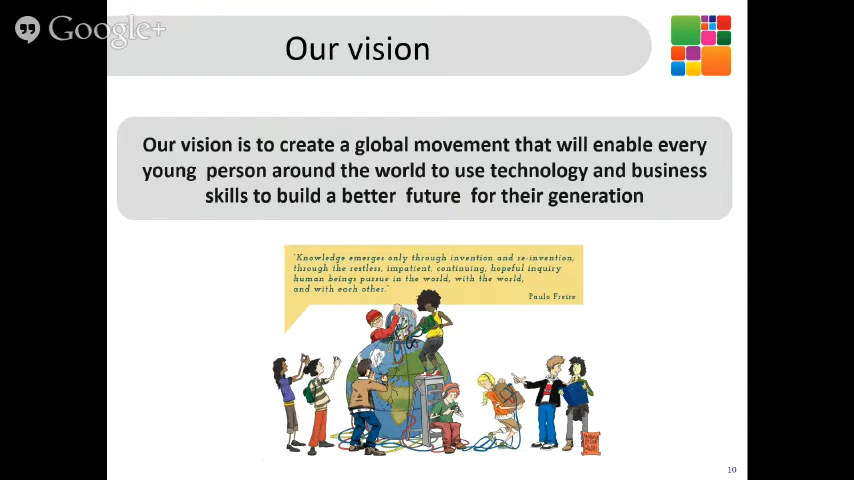 Google+
Our vision
Our vision is to create a global movement that will enable every
young person around the world to use technology and business
skills to build a better future for their generation
"Knowledge emerges only through invention and re-invention,
through the restless, impatient, continuing, hopeful inquiry
human beings pursue in the world, with the world,
and with each other."
Paulo Freire
10